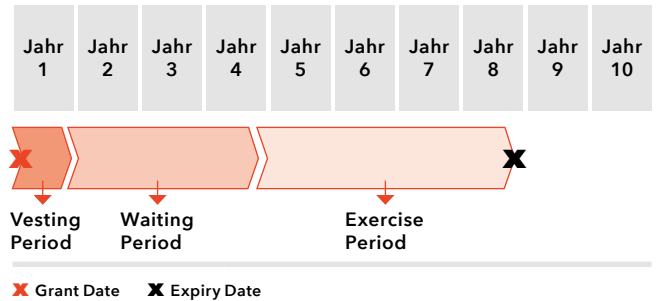 Jahr 1
Jahr 2
Jahr 3
Jahr 4
Jahr 5
Jahr 6
Jahr 7
Jahr 8
Jahr 9
Jahr 10
Vesting
Period
Waiting
Period
Exercise
Period
Grant Date
Expiry Date